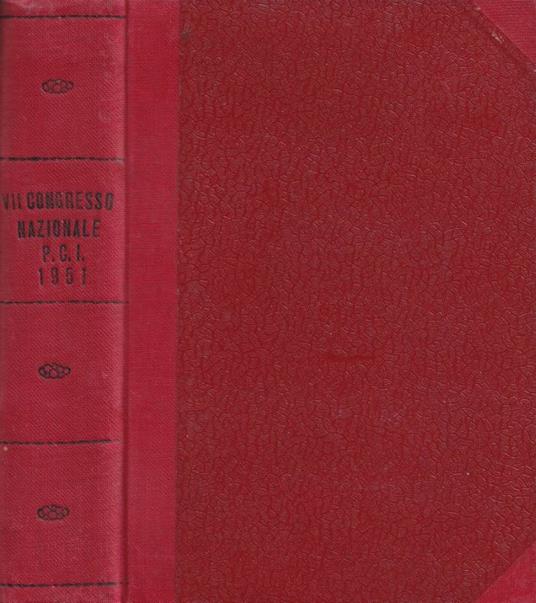 VII CONGRESSO
NAZIONALE
P. C. I.
1951